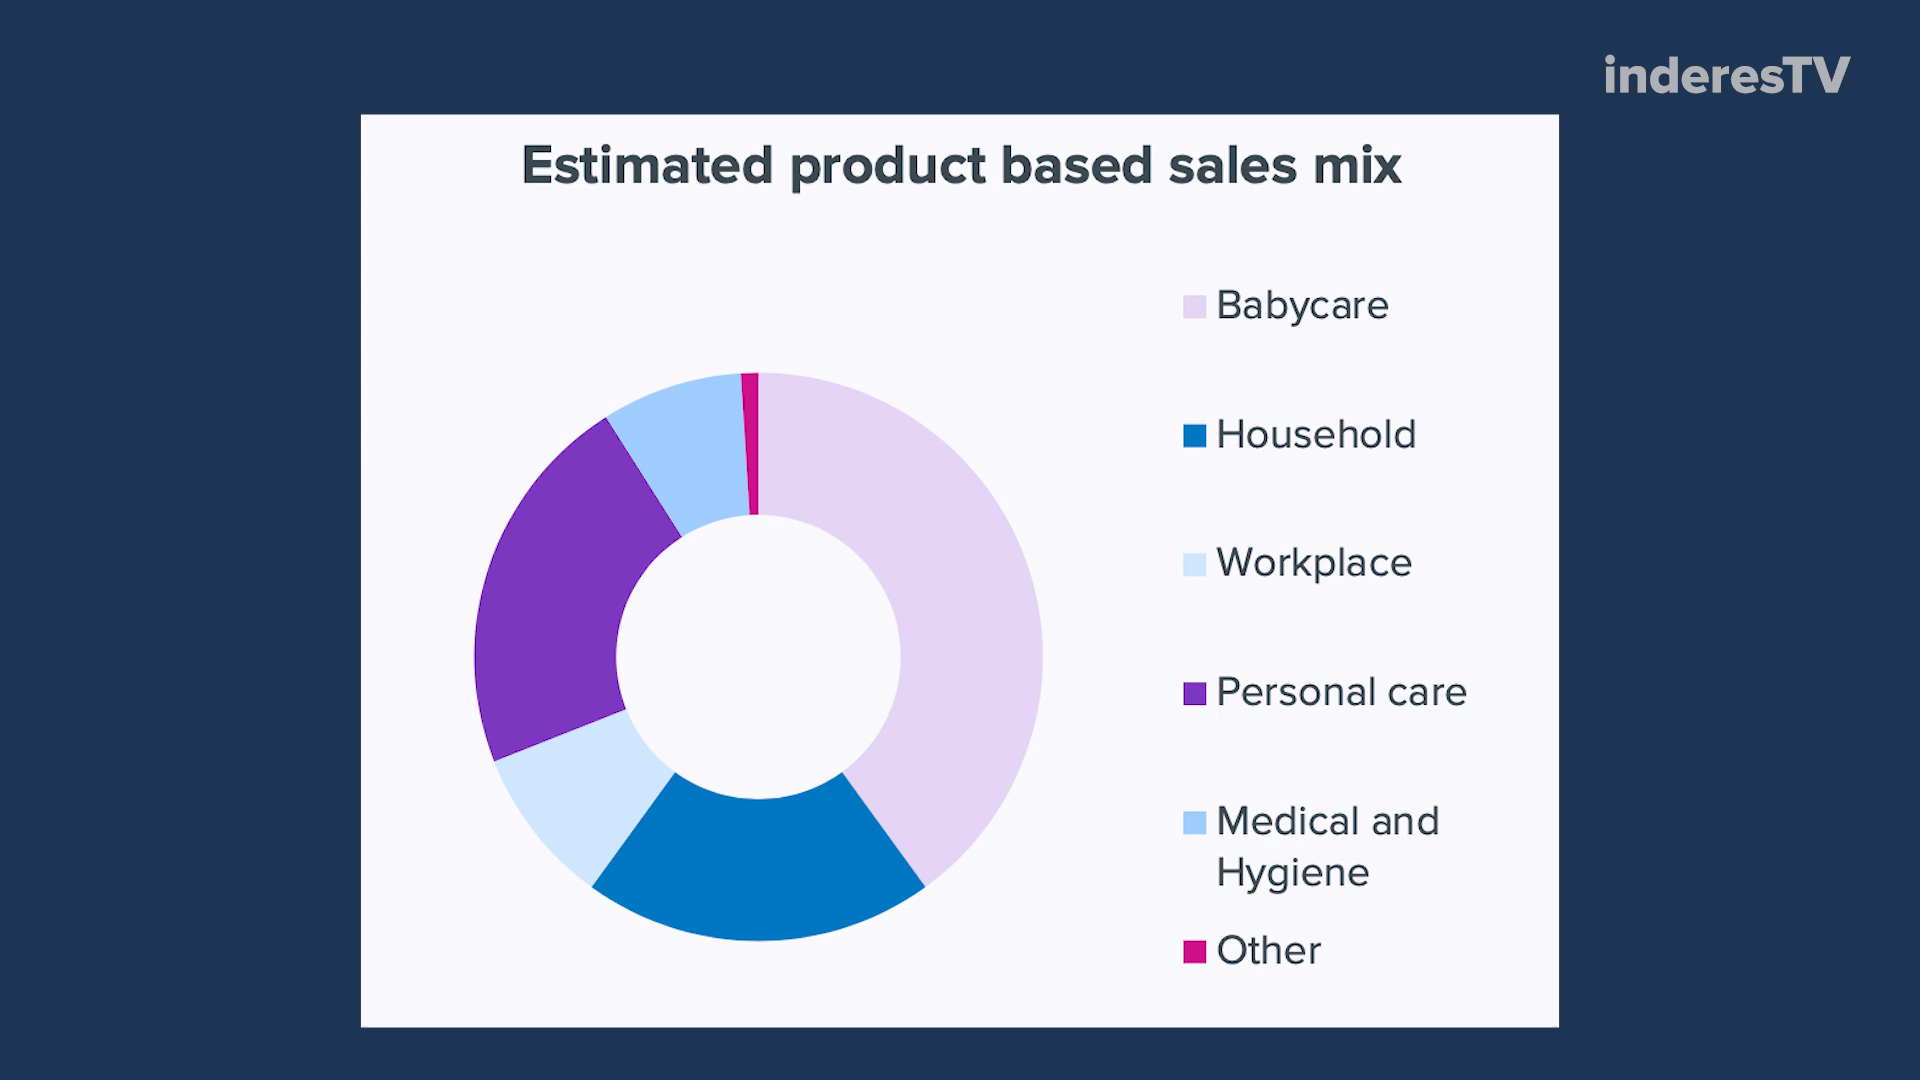 inderesTV
Estimated product based sales mix
Babycare
Household
Workplace
Personal care
Medical and
Hygiene
Other